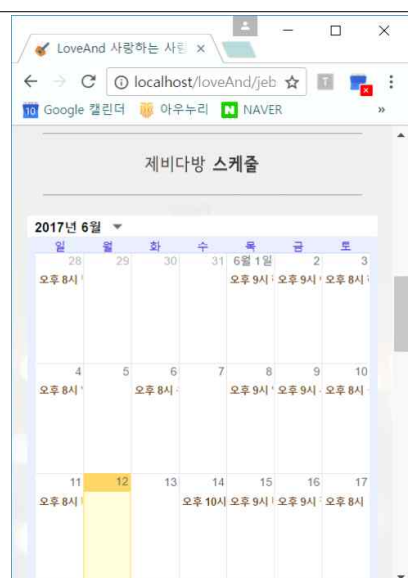 LoveAnd 사랑하는 사
localhost/loveAnd/jeb
Google 캘린더 아우누리 NAVER »
제비다방 스케줄
2017년 6월
일 월 화 수 목 금 토
28 29 30 31 6월 1일 2 3
오후 8시 오후 9시 오후 9시 오후 8시
4 5 6 7 8 9 10
오후 8시 오후 8시 오후 9시 오후 9시 오후 8시
11 12 13 14 15 16 17
오후 8시 오후 10시 오후 9시 오후 9시 오후 8시